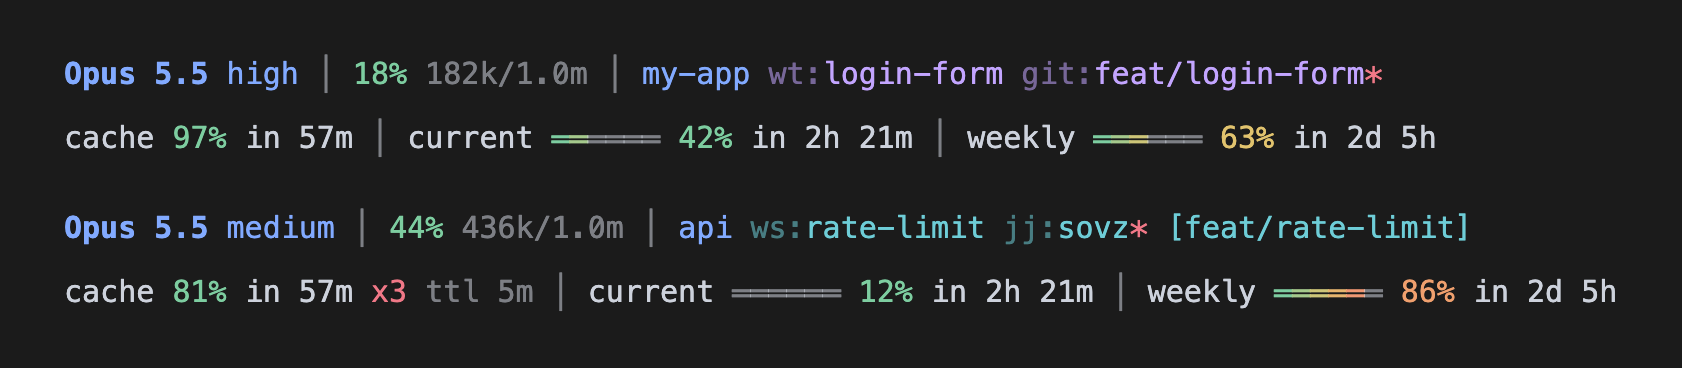 Opus 5.5 high | 18% 182k/1.0m | my-app wt:login-form git:feat/login-form*
cache 97% in 57m | current ══════ 42% in 2h 21m | weekly ══════ 63% in 2d 5h
Opus 5.5 medium | 44% 436k/1.0m | api ws:rate-limit jj:sovz* [feat/rate-limit]
cache 81% in 57m x3 ttl 5m | current ══════ 12% in 2h 21m | weekly ══════ 86% in 2d 5h